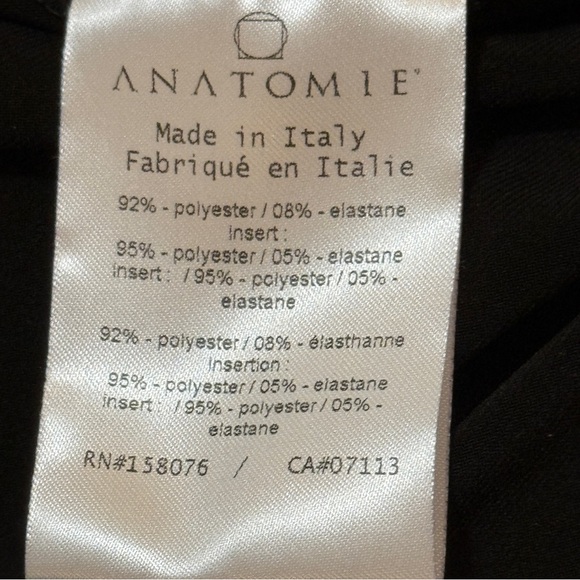 ANATOMIE®
Made in Italy
Fabriqué en Italie
92% - polyester / 08% - elastane
Insert :
95% - polyester / 05% - elastane
Insert : / 95% - polyester / 05% -
elastane
92% - polyester / 08% - élasthanne
Insertion :
95% - polyester / 05% - elastane
Insert : / 95% - polyester / 05% -
elastane
RN#158076 / CA#07113